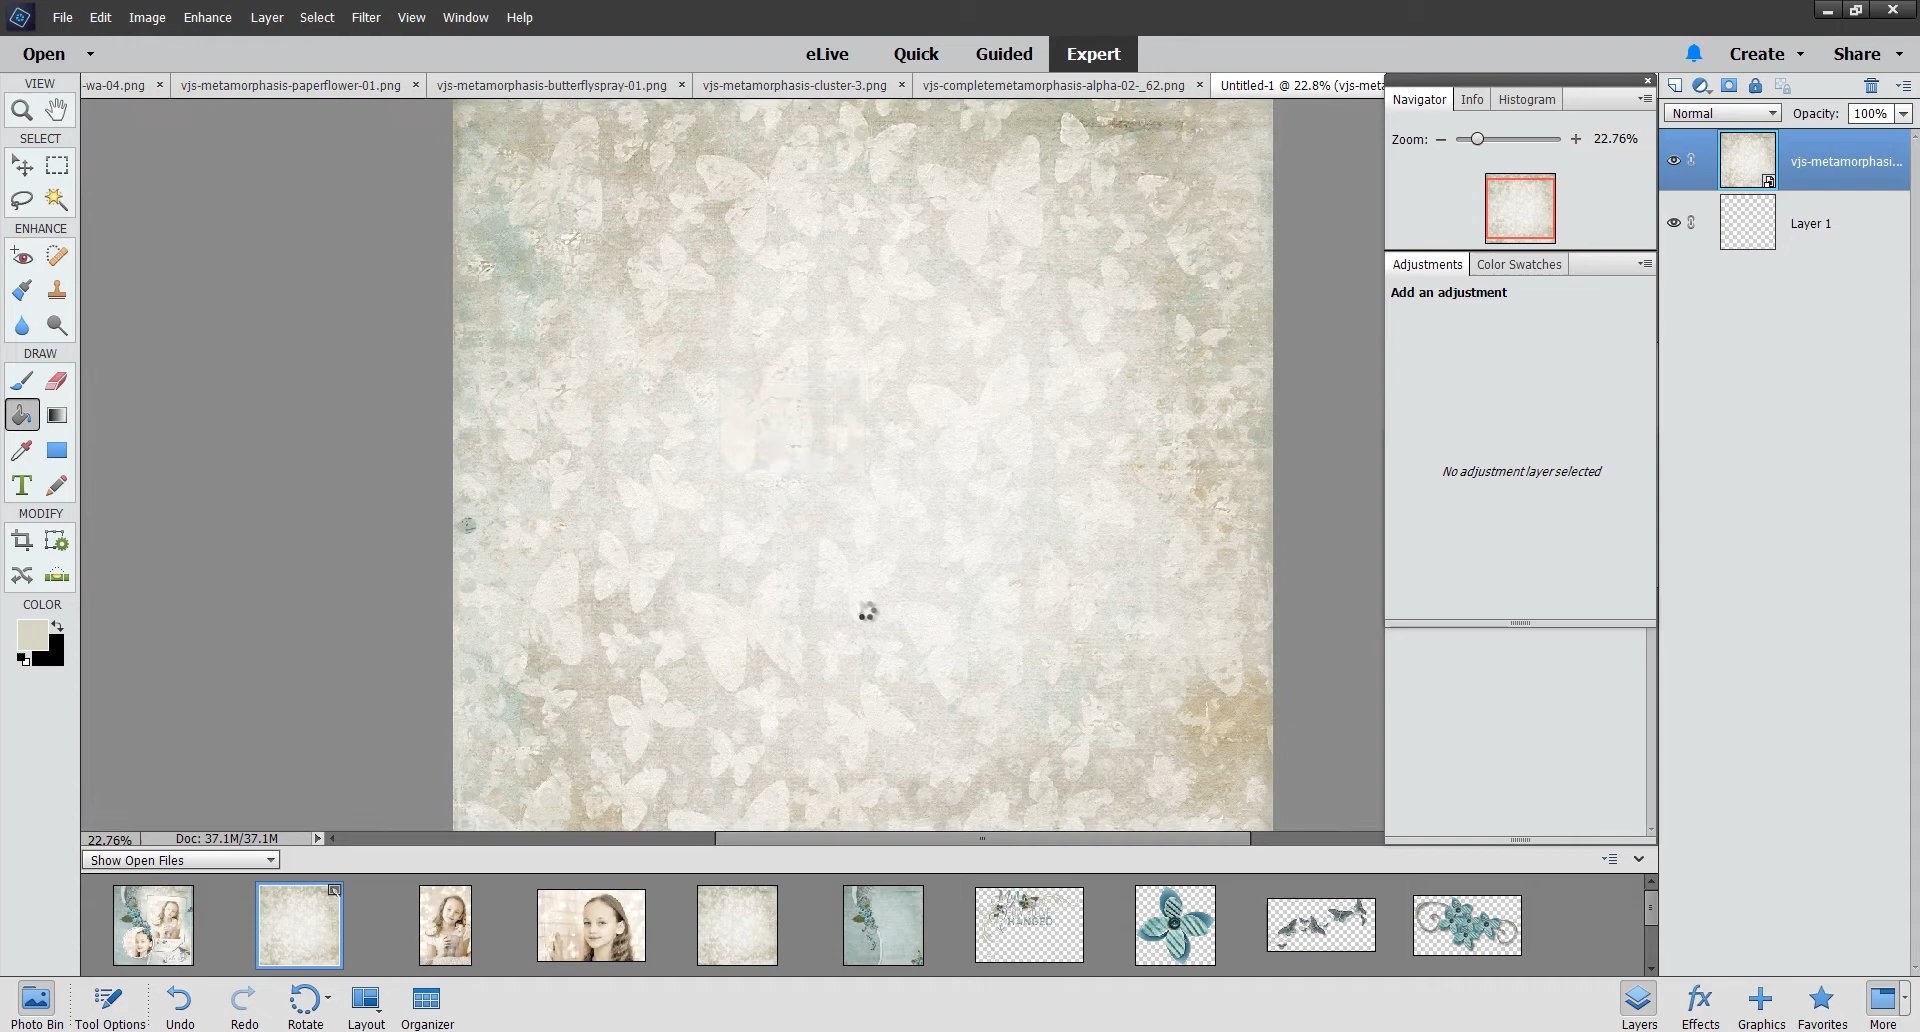 File Edit Image Enhance Layer Select Filter View Window Help
Open eLive Quick Guided Expert Create Share
VIEW
-wa-04.png × vjs-metamorphasis-paperflower-01.png × vjs-metamorphasis-butterflyspray-01.png × vjs-metamorphasis-cluster-3.png × vjs-completemetamorphasis-alpha-02-_62.png × Untitled-1 @ 22.8% (vjs-meta
Navigator Info Histogram
Normal Opacity: 100%
Zoom: 22.76%
SELECT
vjs-metamorphasi...
Layer 1
ENHANCE
Adjustments Color Swatches
Add an adjustment
DRAW
No adjustment layer selected
MODIFY
COLOR
22.76% Doc: 37.1M/37.1M
Show Open Files
CHANGED
Photo Bin Tool Options Undo Redo Rotate Layout Organizer
fx
Layers Effects Graphics Favorites More